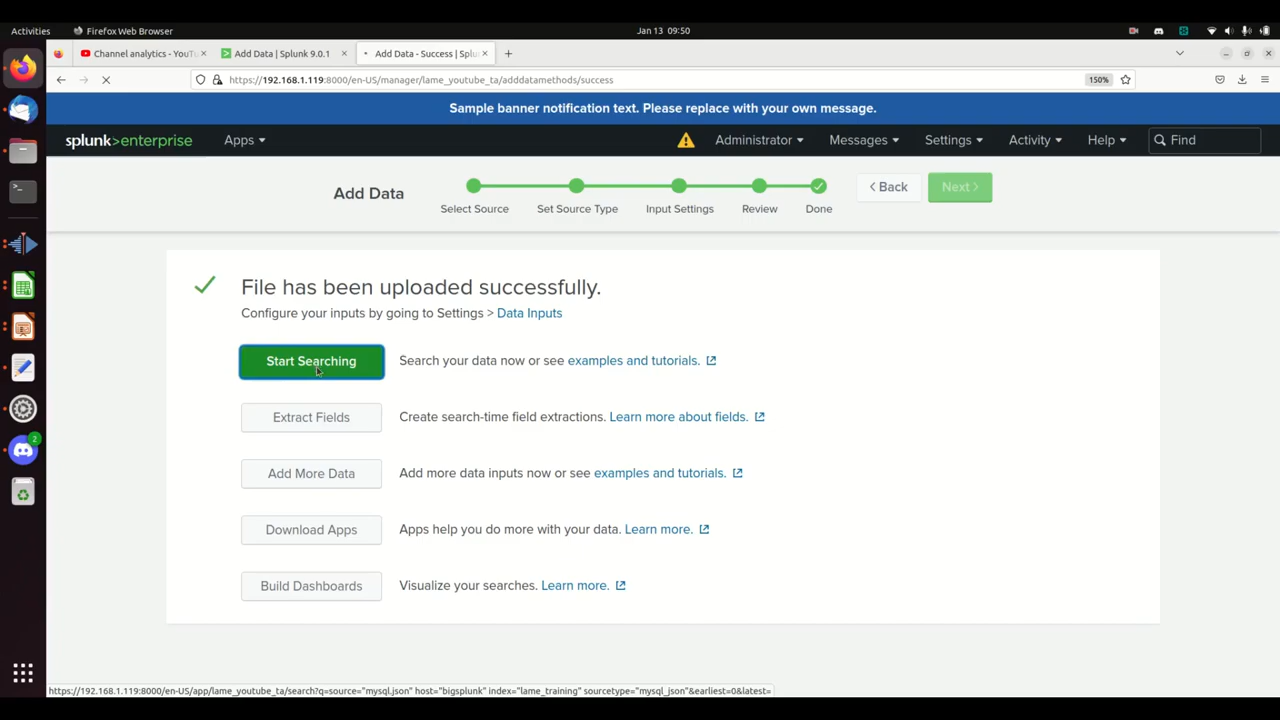 Activities Firefox Web Browser Jan 13 09:50
Channel analytics - YouT
Add Data | Splunk 9.0.1
Add Data - Success | Splu
https://192.168.1.119:8000/en-US/manager/lame_youtube_ta/adddatamethods/success 150%
Sample banner notification text. Please replace with your own message.
splunk>enterprise Apps Administrator Messages Settings Activity Help Find
Add Data
Select Source Set Source Type Input Settings Review Done
Back Next
File has been uploaded successfully.
Configure your inputs by going to Settings > Data Inputs
Start Searching Search your data now or see examples and tutorials.
Extract Fields Create search-time field extractions. Learn more about fields.
Add More Data Add more data inputs now or see examples and tutorials.
Download Apps Apps help you do more with your data. Learn more.
Build Dashboards Visualize your searches. Learn more.
2
https://192.168.1.119:8000/en-US/app/lame_youtube_ta/search?q=source="mysql.json" host="bigsplunk" index="lame_training" sourcetype="mysql_json"&earliest=0&latest=